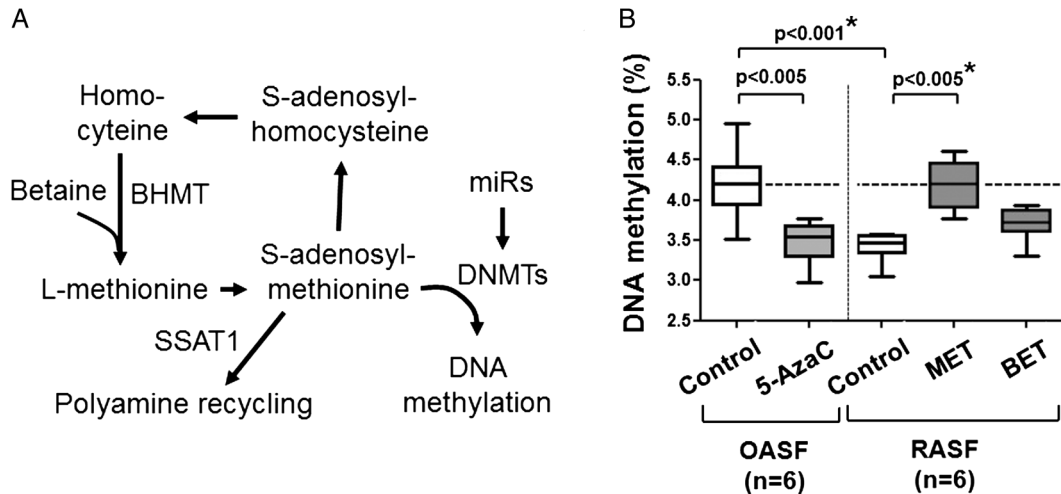 A
Homo-
cyteine
S-adenosyl-
homocysteine
Betaine
BHMT
miRs
L-methionine
S-adenosyl-
methionine
DNMTs
SSAT1
Polyamine recycling
DNA
methylation
B
p<0.001*
p<0.005
p<0.005*
DNA methylation (%)
5.5
5.0
4.5
4.0
3.5
3.0
2.5
Control
5-AzaC
Control
MET
BET
OASF
(n=6)
RASF
(n=6)